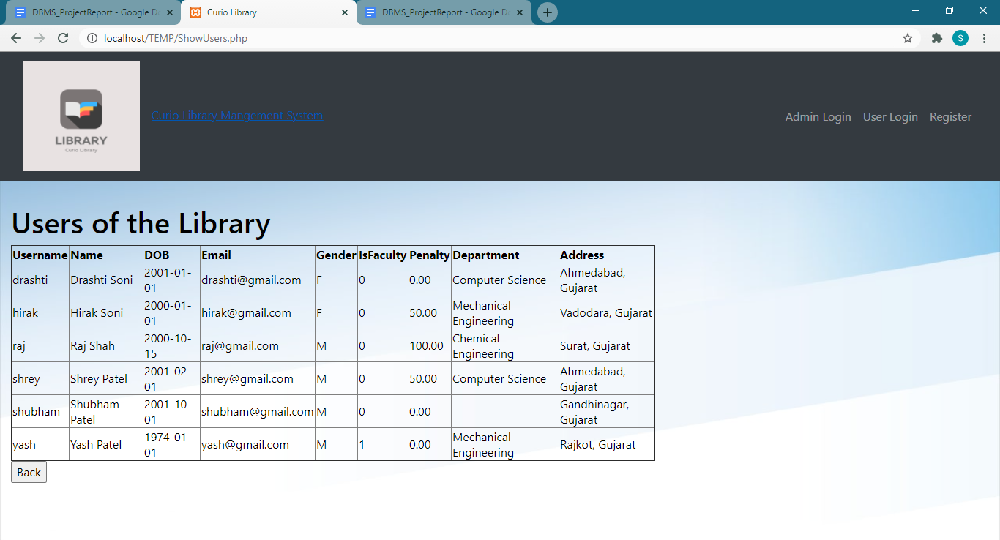 DBMS_ProjectReport - Google Do
Curio Library
DBMS_ProjectReport - Google Do
localhost/TEMP/ShowUsers.php
S
LIBRARY
Curio Library
Curio Library Mangement System
Admin Login User Login Register
Users of the Library
Username Name DOB Email Gender IsFaculty Penalty Department Address
drashti Drashti Soni 2001-01-01 drashti@gmail.com F 0 0.00 Computer Science Ahmedabad, Gujarat
hirak Hirak Soni 2000-01-01 hirak@gmail.com F 0 50.00 Mechanical Engineering Vadodara, Gujarat
raj Raj Shah 2000-10-15 raj@gmail.com M 0 100.00 Chemical Engineering Surat, Gujarat
shrey Shrey Patel 2001-02-01 shrey@gmail.com M 0 50.00 Computer Science Ahmedabad, Gujarat
shubham Shubham Patel 2001-10-01 shubham@gmail.com M 0 0.00 Gandhinagar, Gujarat
yash Yash Patel 1974-01-01 yash@gmail.com M 1 0.00 Mechanical Engineering Rajkot, Gujarat
Back